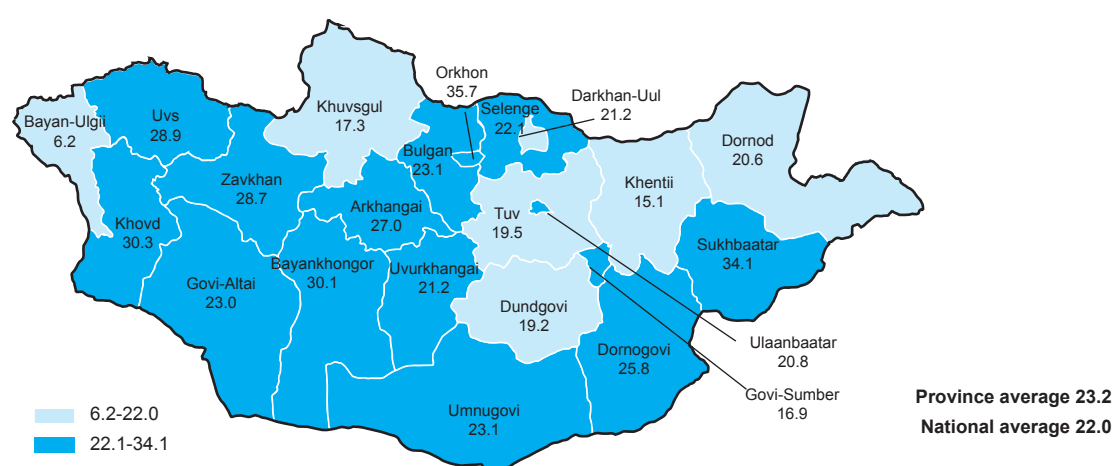 Orkhon
35.7
Darkhan-Uul
21.2
Selenge
22.1
Khuvsgul
17.3
Uvs
28.9
Bayan-Ulgii
6.2
Dornod
20.6
Bulgan
23.1
Zavkhan
28.7
Khentii
15.1
Arkhangai
27.0
Tuv
19.5
Khovd
30.3
Sukhbaatar
34.1
Bayankhongor
30.1
Uvurkhangai
21.2
Govi-Altai
23.0
Dundgovi
19.2
Dornogovi
25.8
Ulaanbaatar
20.8
Govi-Sumber
16.9
Umnugovi
23.1
6.2-22.0
22.1-34.1
Province average 23.2
National average 22.0